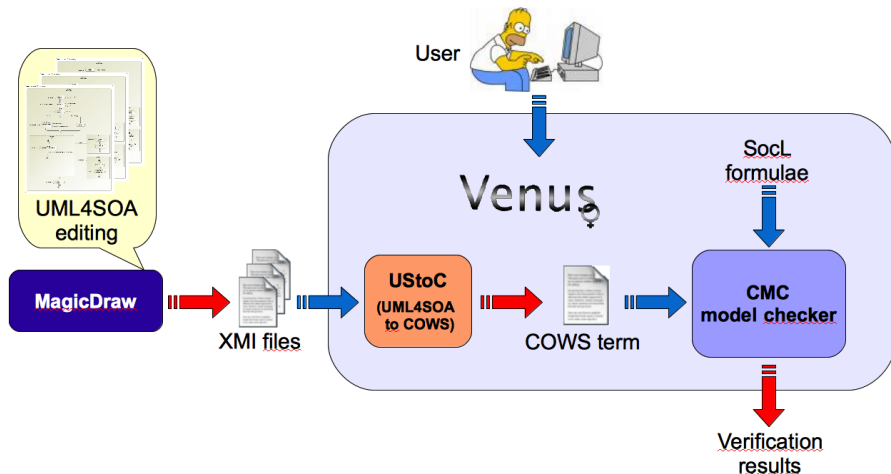 User
UML4SOA
editing
MagicDraw
XMI files
Venus
UStoC
(UML4SOA
to COWS)
COWS term
SocL
formulae
CMC
model checker
Verification
results